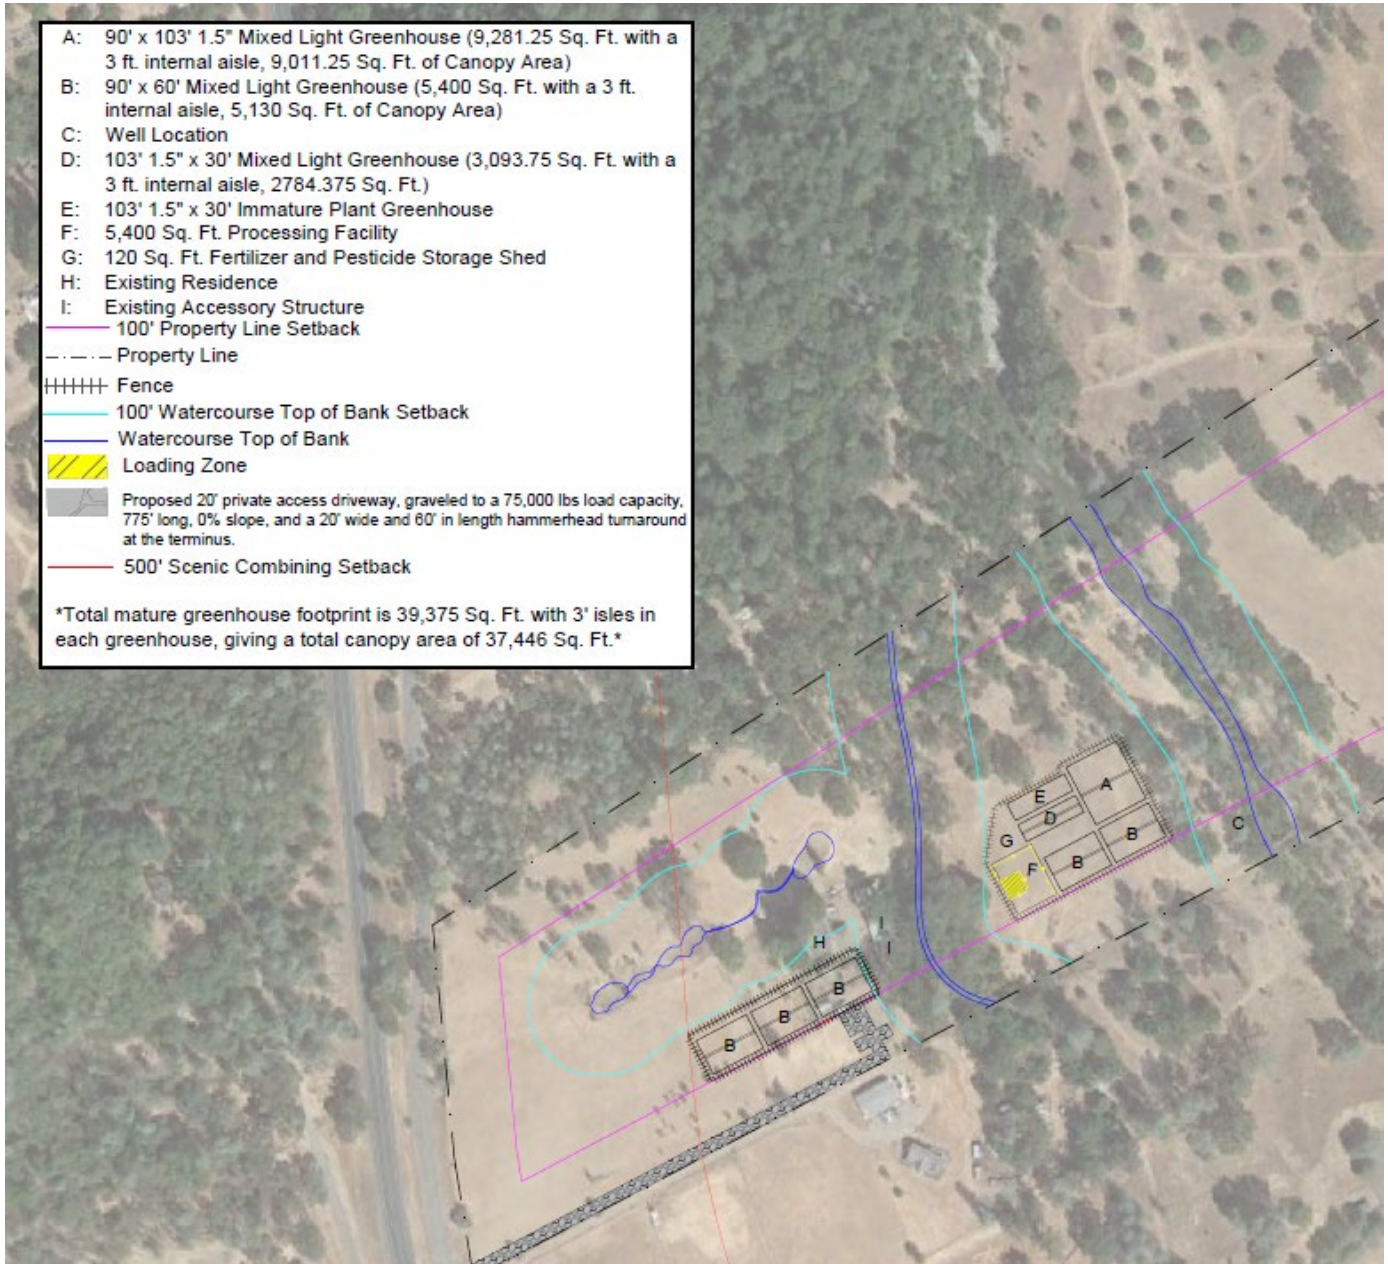 A: 90' x 103' 1.5" Mixed Light Greenhouse (9,281.25 Sq. Ft. with a
3 ft. internal aisle, 9,011.25 Sq. Ft. of Canopy Area)
B: 90' x 60' Mixed Light Greenhouse (5,400 Sq. Ft. with a 3 ft.
internal aisle, 5,130 Sq. Ft. of Canopy Area)
C: Well Location
D: 103' 1.5" x 30' Mixed Light Greenhouse (3,093.75 Sq. Ft. with a
3 ft. internal aisle, 2784.375 Sq. Ft.)
E: 103' 1.5" x 30' Immature Plant Greenhouse
F: 5,400 Sq. Ft. Processing Facility
G: 120 Sq. Ft. Fertilizer and Pesticide Storage Shed
H: Existing Residence
I: Existing Accessory Structure
100' Property Line Setback
Property Line
Fence
100' Watercourse Top of Bank Setback
Watercourse Top of Bank
Loading Zone
Proposed 20' private access driveway, graveled to a 75,000 lbs load capacity,
775' long, 0% slope, and a 20' wide and 60' in length hammerhead turnaround
at the terminus.
500' Scenic Combining Setback
*Total mature greenhouse footprint is 39,375 Sq. Ft. with 3' isles in
each greenhouse, giving a total canopy area of 37,446 Sq. Ft.*
A
E
D
C
G
B
F
B
I
H
I
B
B
B